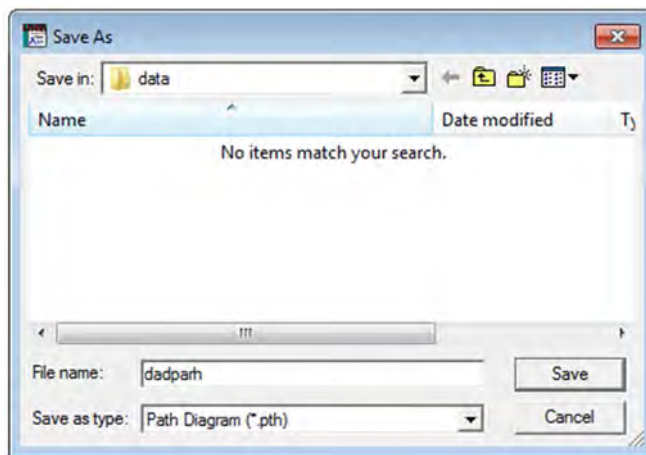 Save As
Save in: data
Name Date modified Ty
No items match your search.
File name: dadparh
Save
Save as type: Path Diagram (*.pth)
Cancel